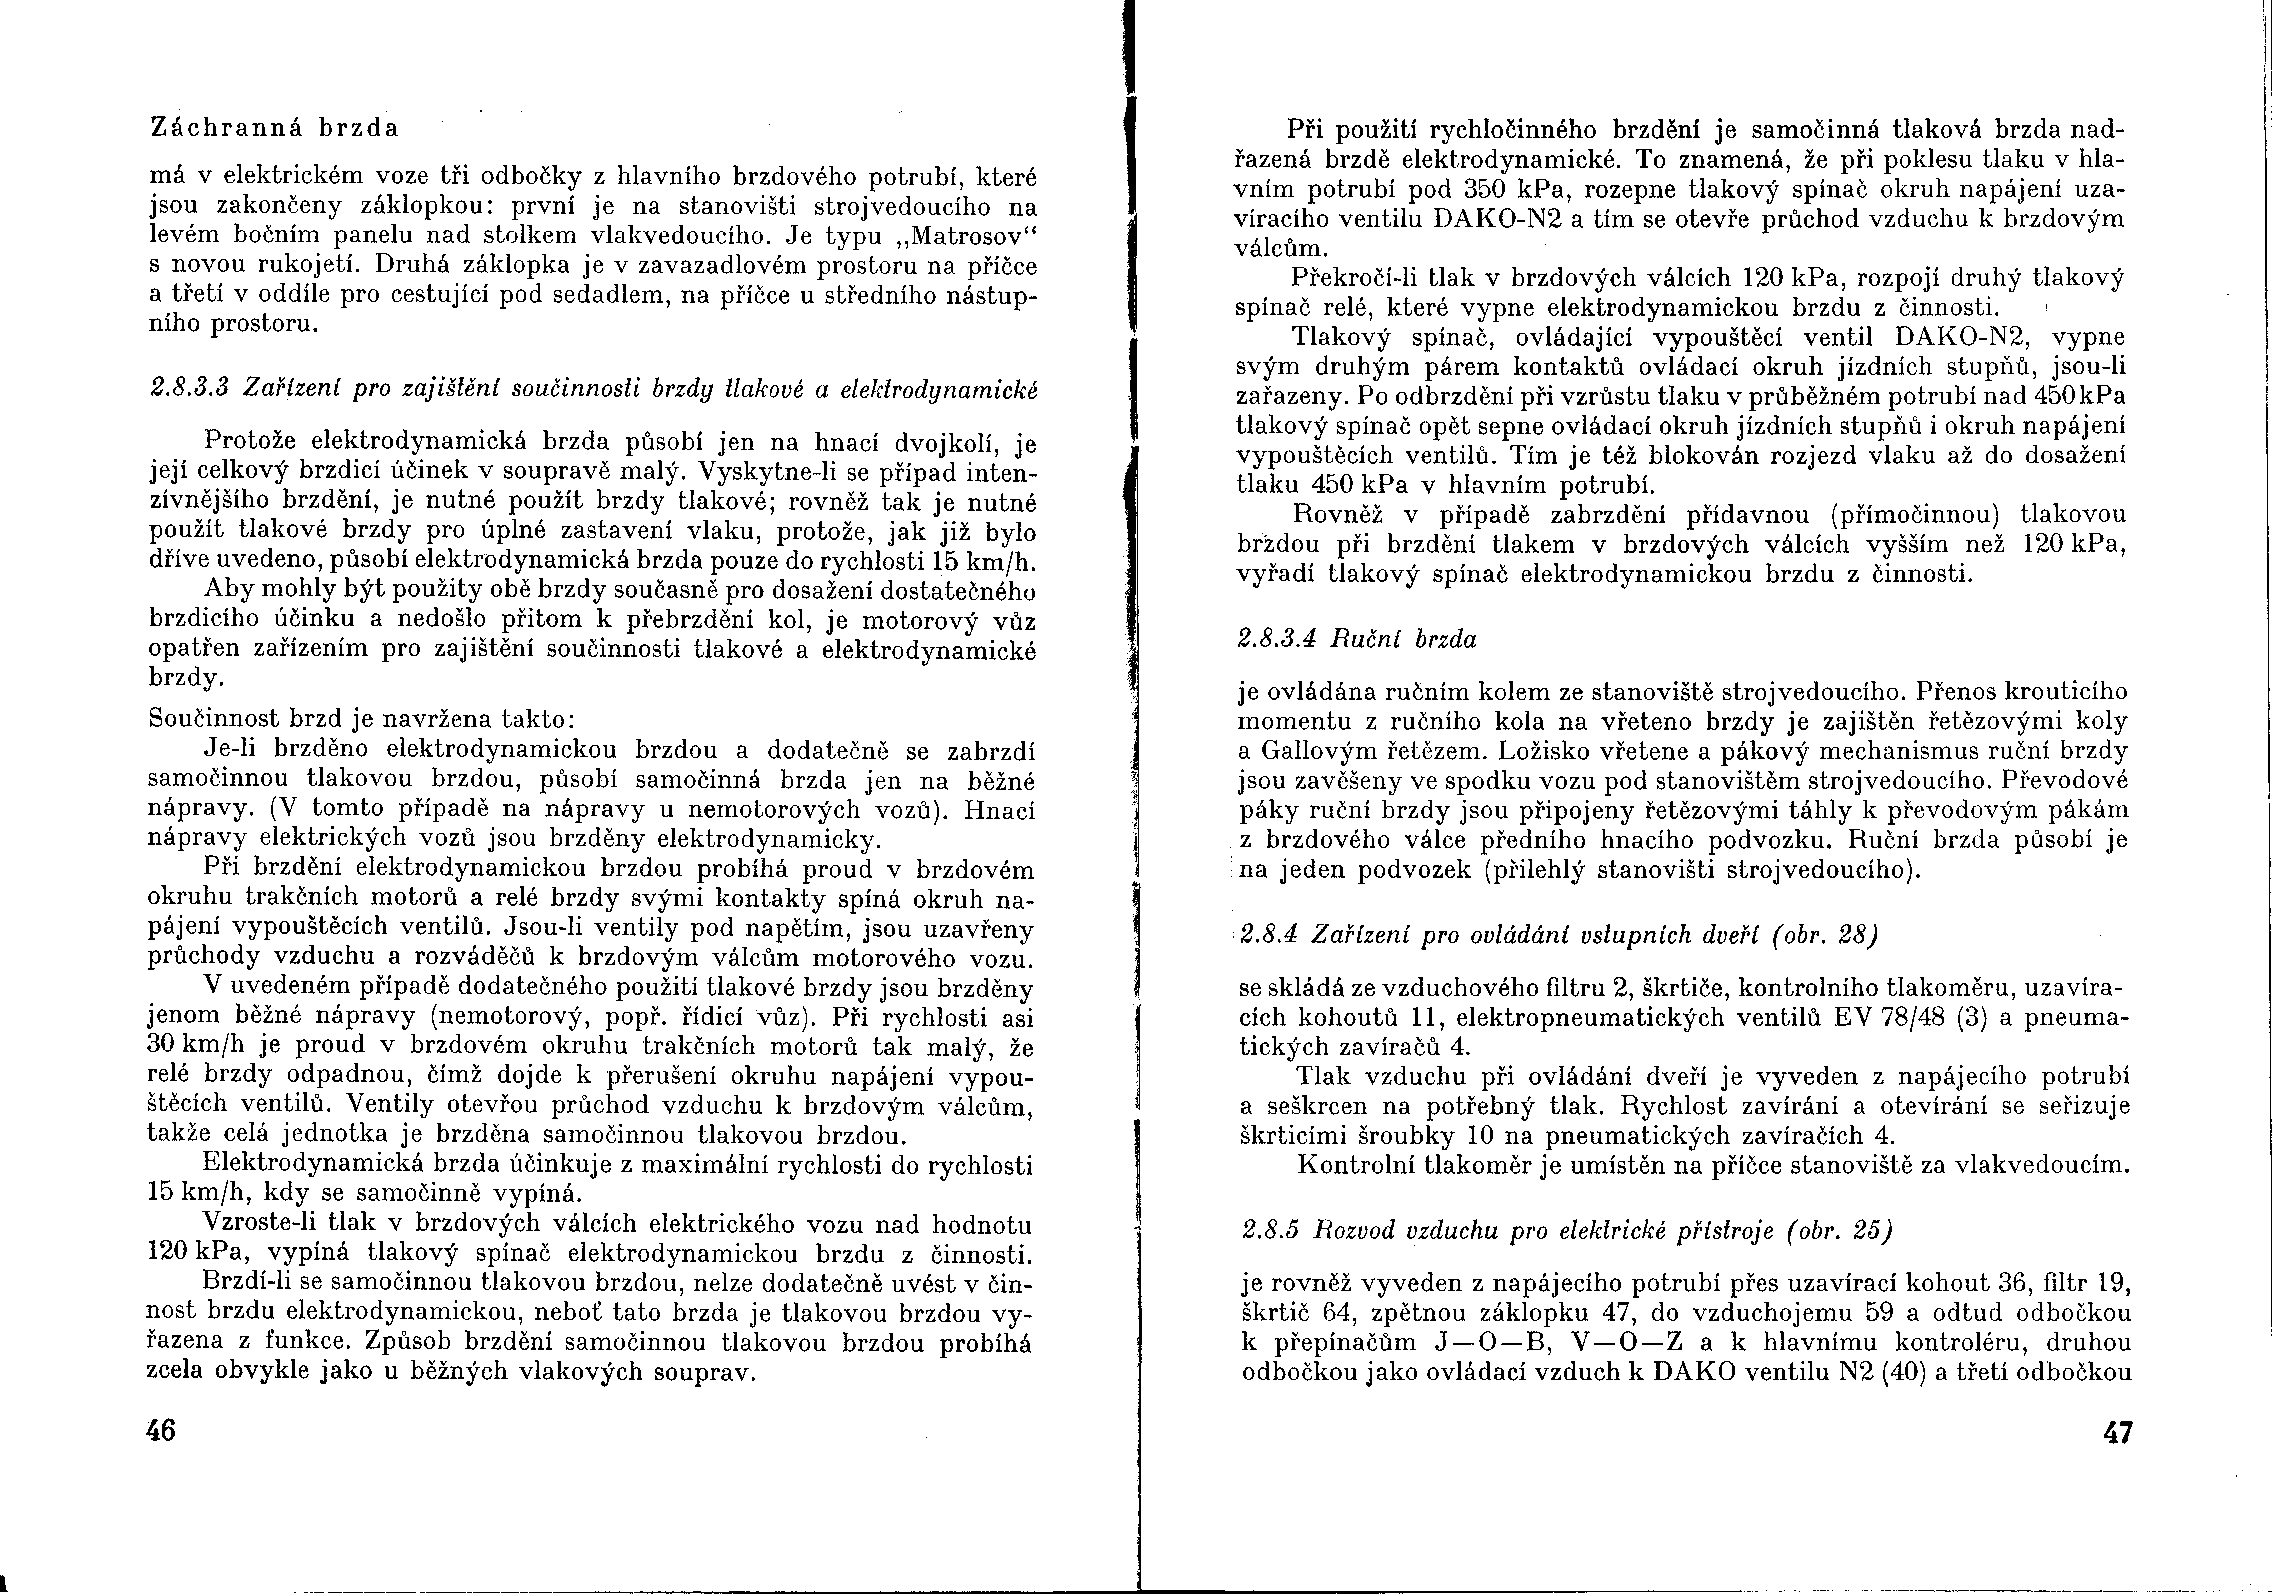 Záchranná brzda
má v elektrickém voze tři odbočky z hlavního brzdového potrubí, které
jsou zakončeny záklopkou: první je na stanovišti strojvedoucího na
levém bočním panelu nad stolkem vlakvedoucího. Je typu ,,Matrosov“
s novou rukojetí. Druhá záklopka je v zavazadlovém prostoru na příčce
a třetí v oddíle pro cestující pod sedadlem, na příčce u středního nástup-
ního prostoru.
2.8.3.3 Zařízení pro zajištění součinnosti brzdy tlakové a elektrodynamické
Protože elektrodynamická brzda působí jen na hnací dvojkolí, je
její celkový brzdicí účinek v soupravě malý. Vyskytne-li se případ inten-
zívnějšího brzdění, je nutné použít brzdy tlakové; rovněž tak je nutné
použít tlakové brzdy pro úplné zastavení vlaku, protože, jak již bylo
dříve uvedeno, působí elektrodynamická brzda pouze do rychlosti 15 km/h.
Aby mohly být použity obě brzdy současně pro dosažení dostatečného
brzdicího účinku a nedošlo přitom k přebrzdění kol, je motorový vůz
opatřen zařízením pro zajištění součinnosti tlakové a elektrodynamické
brzdy.
Součinnost brzd je navržena takto:
Je-li brzděno elektrodynamickou brzdou a dodatečně se zabrzdí
samočinnou tlakovou brzdou, působí samočinná brzda jen na běžné
nápravy. (V tomto případě na nápravy u nemotorových vozů). Hnací
nápravy elektrických vozů jsou brzděny elektrodynamicky.
Při brzdění elektrodynamickou brzdou probíhá proud v brzdovém
okruhu trakčních motorů a relé brzdy svými kontakty spíná okruh na-
pájení vypouštěcích ventilů. Jsou-li ventily pod napětím, jsou uzavřeny
průchody vzduchu a rozváděčů k brzdovým válcům motorového vozu.
V uvedeném případě dodatečného použití tlakové brzdy jsou brzděny
jenom běžné nápravy (nemotorový, popř. řídicí vůz). Při rychlosti asi
30 km/h je proud v brzdovém okruhu trakčních motorů tak malý, že
relé brzdy odpadnou, čímž dojde k přerušení okruhu napájení vypou-
štěcích ventilů. Ventily otevřou průchod vzduchu k brzdovým válcům,
takže celá jednotka je brzděna samočinnou tlakovou brzdou.
Elektrodynamická brzda účinkuje z maximální rychlosti do rychlosti
15 km/h, kdy se samočinně vypíná.
Vzroste-li tlak v brzdových válcích elektrického vozu nad hodnotu
120 kPa, vypíná tlakový spínač elektrodynamickou brzdu z činnosti.
Brzdí-li se samočinnou tlakovou brzdou, nelze dodatečně uvést v čin-
nost brzdu elektrodynamickou, neboť tato brzda je tlakovou brzdou vy-
řazena z funkce. Způsob brzdění samočinnou tlakovou brzdou probíhá
zcela obvykle jako u běžných vlakových souprav.
46
Při použití rychločinného brzdění je samočinná tlaková brzda nad-
řazená brzdě elektrodynamické. To znamená, že při poklesu tlaku v hla-
vním potrubí pod 350 kPa, rozepne tlakový spínač okruh napájení uza-
víracího ventilu DAKO-N2 a tím se otevře průchod vzduchu k brzdovým
válcům.
Překročí-li tlak v brzdových válcích 120 kPa, rozpojí druhý tlakový
spínač relé, které vypne elektrodynamickou brzdu z činnosti.
Tlakový spínač, ovládající vypouštěcí ventil DAKO-N2, vypne
svým druhým párem kontaktů ovládací okruh jízdních stupňů, jsou-li
zařazeny. Po odbrzdění při vzrůstu tlaku v průběžném potrubí nad 450 kPa
tlakový spínač opět sepne ovládací okruh jízdních stupňů i okruh napájení
vypouštěcích ventilů. Tím je též blokován rozjezd vlaku až do dosažení
tlaku 450 kPa v hlavním potrubí.
Rovněž v případě zabrzdění přídavnou (přímočinnou) tlakovou
brzdou při brzdění tlakem v brzdových válcích vyšším než 120 kPa,
vyřadí tlakový spínač elektrodynamickou brzdu z činnosti.
2.8.3.4 Ruční brzda
je ovládána ručním kolem ze stanoviště strojvedoucího. Přenos krouticího
momentu z ručního kola na vřeteno brzdy je zajištěn řetězovými koly
a Gallovým řetězem. Ložisko vřetene a pákový mechanismus ruční brzdy
jsou zavěšeny ve spodku vozu pod stanovištěm strojvedoucího. Převodové
páky ruční brzdy jsou připojeny řetězovými táhly k převodovým pákám
z brzdového válce předního hnacího podvozku. Ruční brzda působí je
na jeden podvozek (přilehlý stanovišti strojvedoucího).
2.8.4 Zařízení pro ovládání vstupních dveří (obr. 28)
se skládá ze vzduchového filtru 2, škrtiče, kontrolního tlakoměru, uzavíra-
cích kohoutů 11, elektropneumatických ventilů EV 78/48 (3) a pneuma-
tických zavíračů 4.
Tlak vzduchu při ovládání dveří je vyveden z napájecího potrubí
a seškrcen na potřebný tlak. Rychlost zavírání a otevírání se seřizuje
škrticími šroubky 10 na pneumatických zavíračích 4.
Kontrolní tlakoměr je umístěn na příčce stanoviště za vlakvedoucím.
2.8.5 Rozvod vzduchu pro elektrické přístroje (obr. 25)
je rovněž vyveden z napájecího potrubí přes uzavírací kohout 36, filtr 19,
škrtič 64, zpětnou záklopku 47, do vzduchojemu 59 a odtud odbočkou
k přepínačům J—O—B, V—O—Z a k hlavnímu kontroléru, druhou
odbočkou jako ovládací vzduch k DAKO ventilu N2 (40) a třetí odbočkou
47